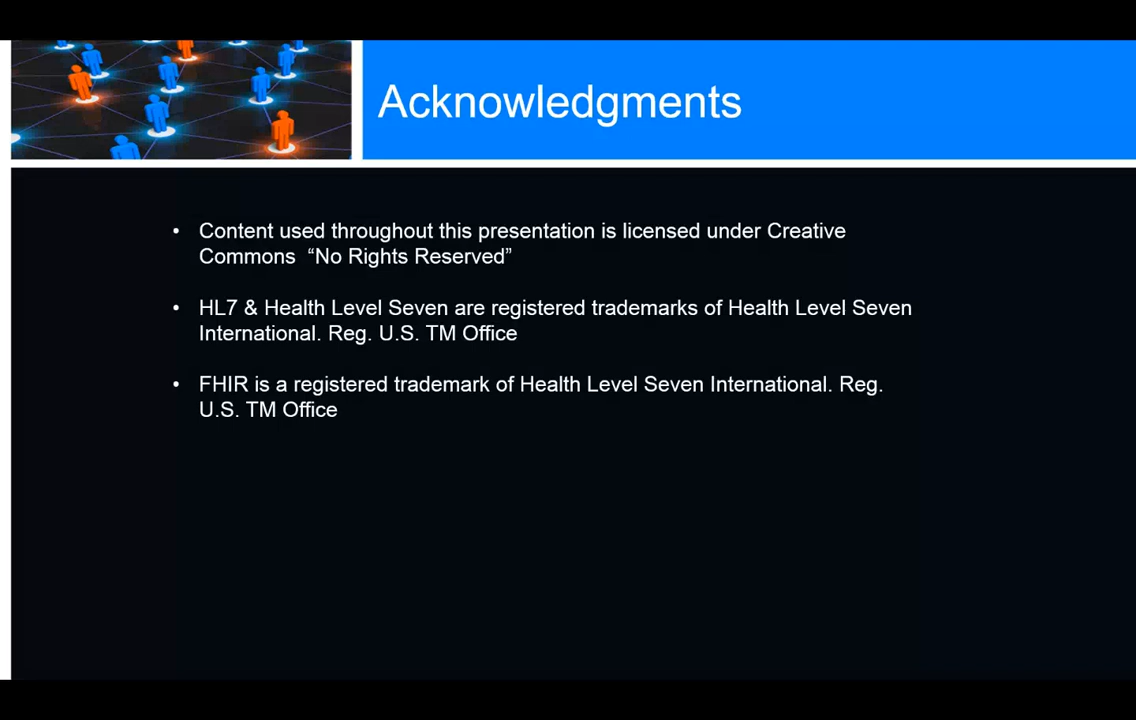 Acknowledgments
• Content used throughout this presentation is licensed under Creative
Commons  “No Rights Reserved”
• HL7 & Health Level Seven are registered trademarks of Health Level Seven
International. Reg. U.S. TM Office
• FHIR is a registered trademark of Health Level Seven International. Reg.
U.S. TM Office